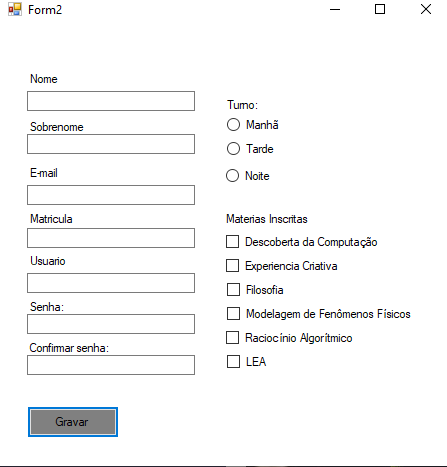 Form2
Nome
Sobrenome
E-mail
Matricula
Usuario
Senha:
Confirmar senha:
Gravar
Turno:
Manhã
Tarde
Noite
Materias Inscritas
Descoberta da Computação
Experiencia Criativa
Filosofia
Modelagem de Fenômenos Físicos
Raciocínio Algorítmico
LEA